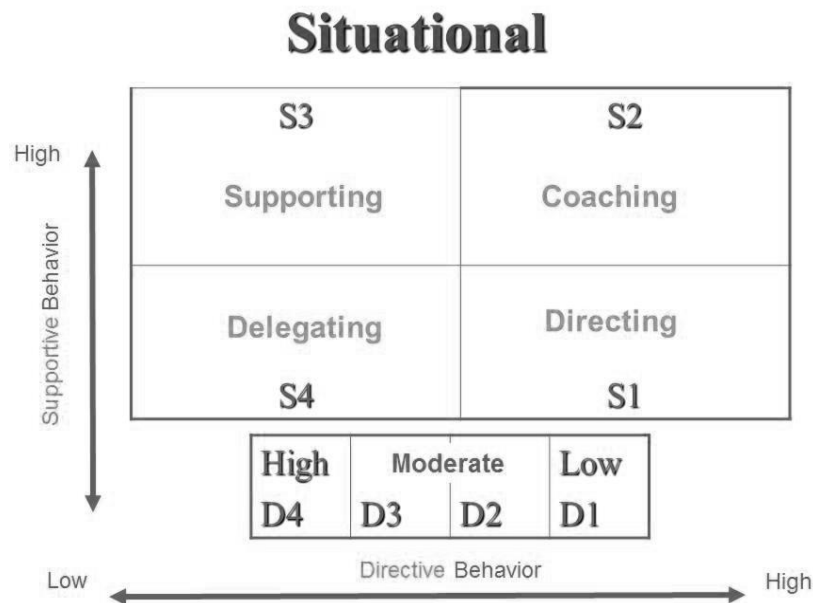 Situational
S3 S2
High
Supporting Coaching
Supportive Behavior
Delegating Directing
S4 S1
High Moderate Low
D4 D3 D2 D1
Directive Behavior
Low High